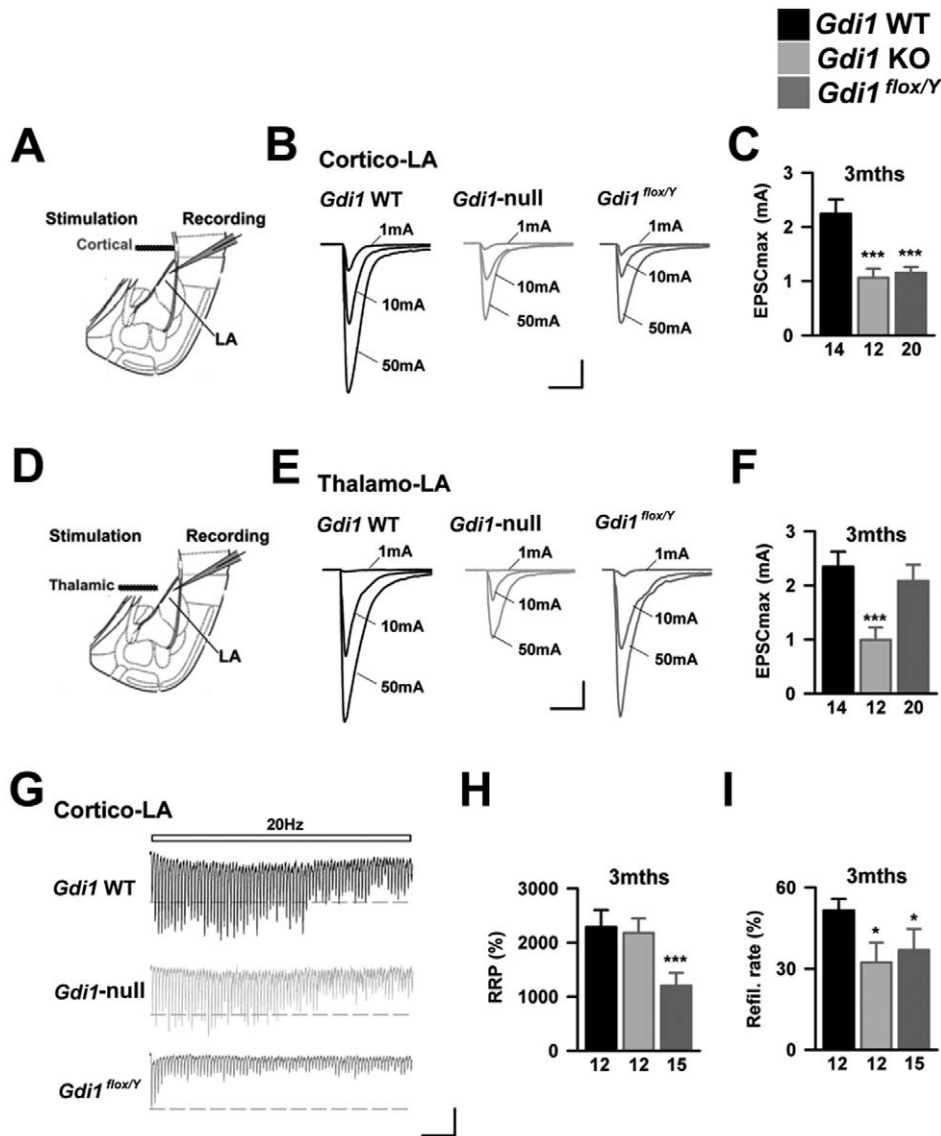 Gdi1 WT
Gdi1 KO
Gdi1 flox/Y
A
Stimulation
Recording
Cortical
LA
B
Cortico-LA
Gdi1 WT
Gdi1-null
Gdi1 flox/Y
1mA
10mA
50mA
1mA
10mA
50mA
1mA
10mA
50mA
C
3mths
EPSCmax (mA)
3
2
1
0
***
***
14 12 20
D
Stimulation
Recording
Thalamic
LA
E
Thalamo-LA
Gdi1 WT
Gdi1-null
Gdi1 flox/Y
1mA
10mA
50mA
1mA
10mA
50mA
1mA
10mA
50mA
F
3mths
EPSCmax (mA)
3
2
1
0
***
14 12 20
G
Cortico-LA
20Hz
Gdi1 WT
Gdi1-null
Gdi1 flox/Y
H
3mths
RRP (%)
3000
2000
1000
0
***
12 12 15
I
3mths
Refil. rate (%)
60
30
0
*
*
12 12 15